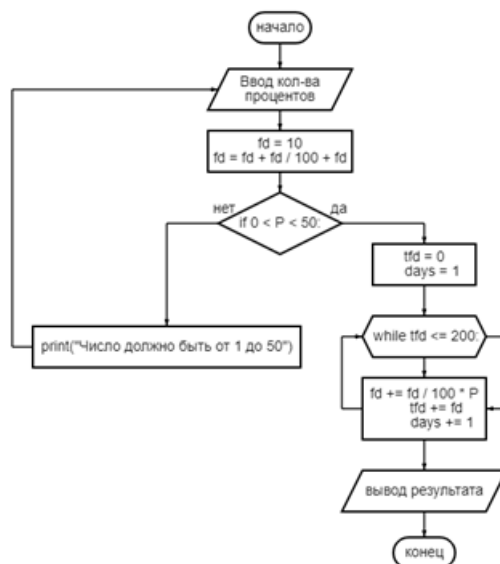 начало
Ввод кол-ва
процентов
fd = 10
fd = fd + fd / 100 + fd
нет
да
if 0 < P < 50:
tfd = 0
days = 1
print("Число должно быть от 1 до 50")
while tfd <= 200:
fd += fd / 100 * P
tfd += fd
days += 1
вывод результата
конец